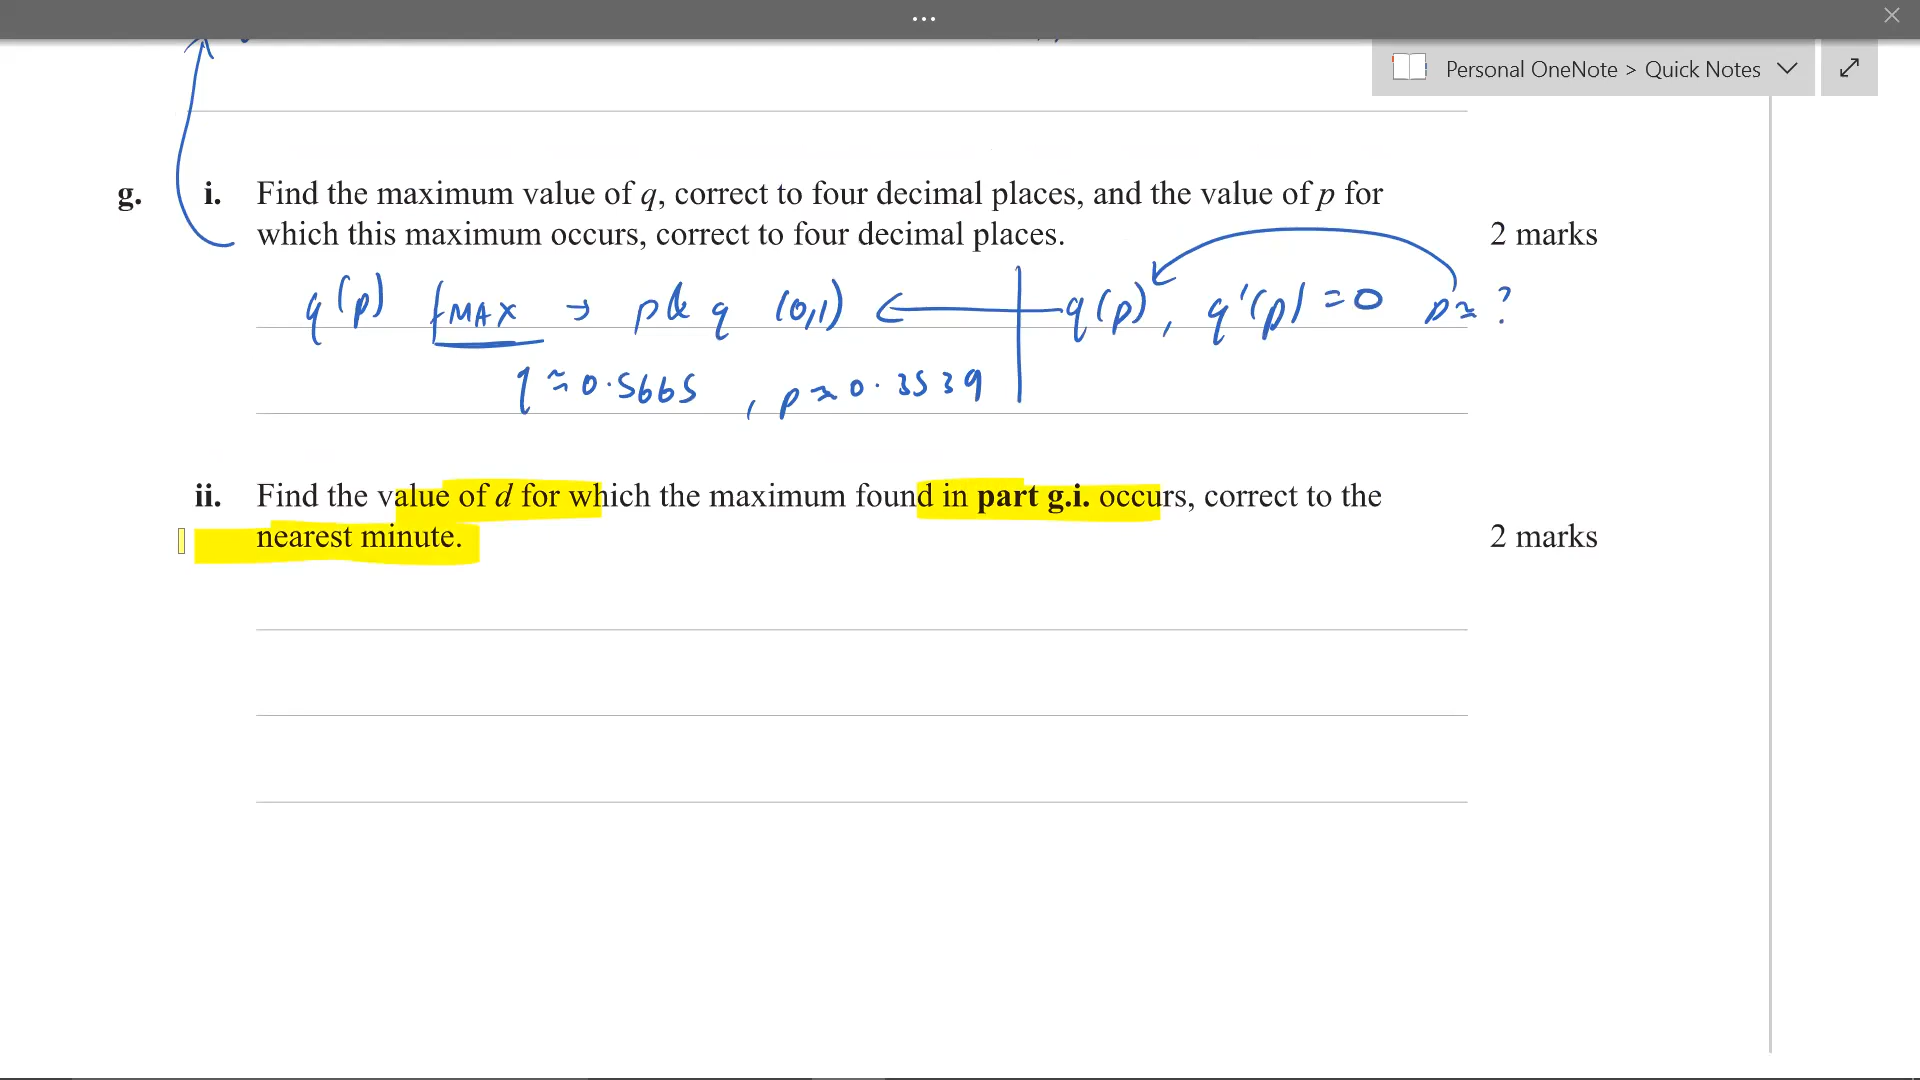 Personal OneNote > Quick Notes
g. i. Find the maximum value of q, correct to four decimal places, and the value of p for
which this maximum occurs, correct to four decimal places. 2 marks
q(p) fMAX → p & q (0,1) ← q(p), q'(p) = 0 p ≈ ?
q ≈ 0.5665, p ≈ 0.3539
ii. Find the value of d for which the maximum found in part g.i. occurs, correct to the
nearest minute. 2 marks